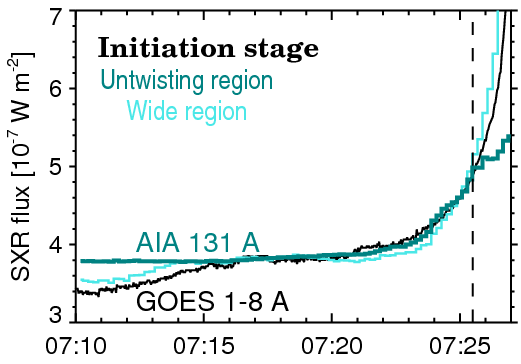 7
Initiation stage
Untwisting region
6
Wide region
SXR flux [10⁻⁷ W m⁻²]
5
AIA 131 A
4
GOES 1-8 A
3
07:10 07:15 07:20 07:25